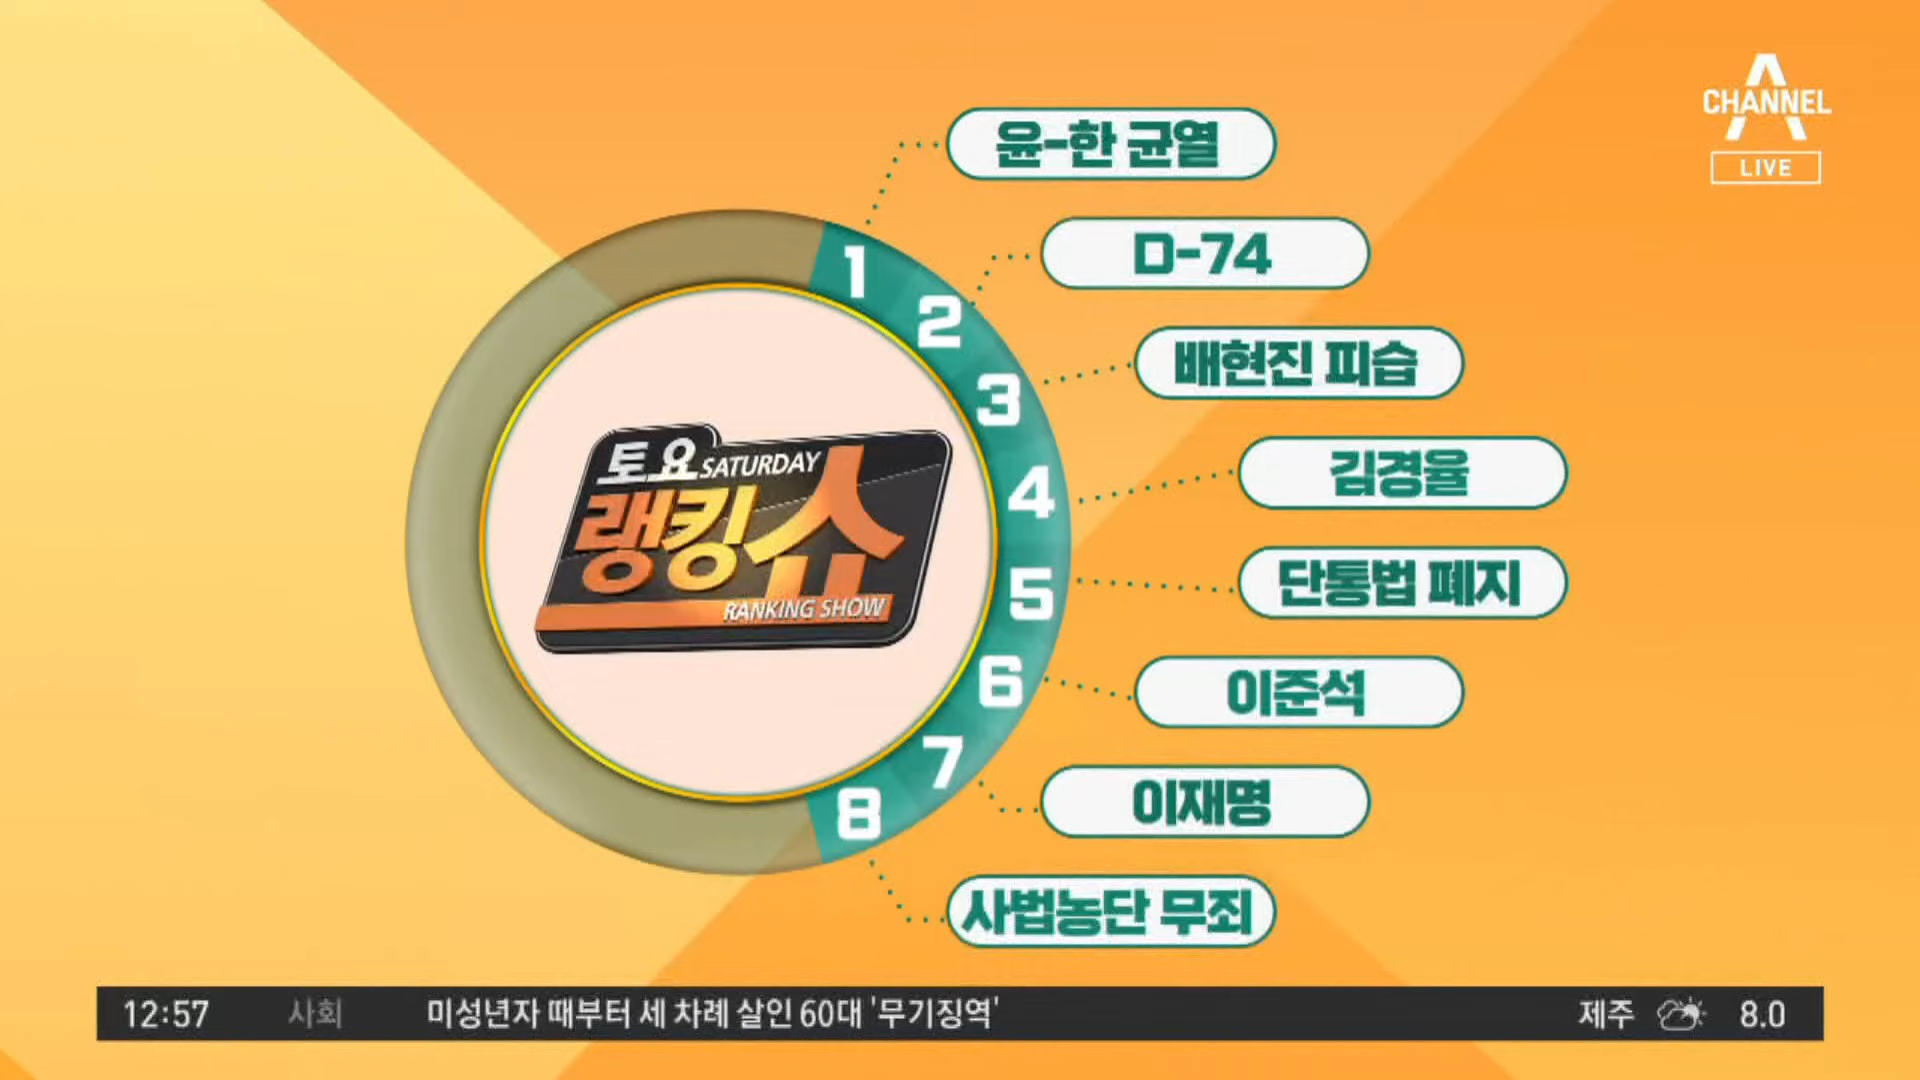 CHANNEL A
LIVE
1 윤-한 균열
2 D-74
3 배현진 피습
4 김경율
5 단통법 폐지
6 이준석
7 이재명
8 사법농단 무죄
토요 SATURDAY
랭킹쇼
RANKING SHOW
12:57 사회 미성년자 때부터 세 차례 살인 60대 '무기징역' 제주 8.0